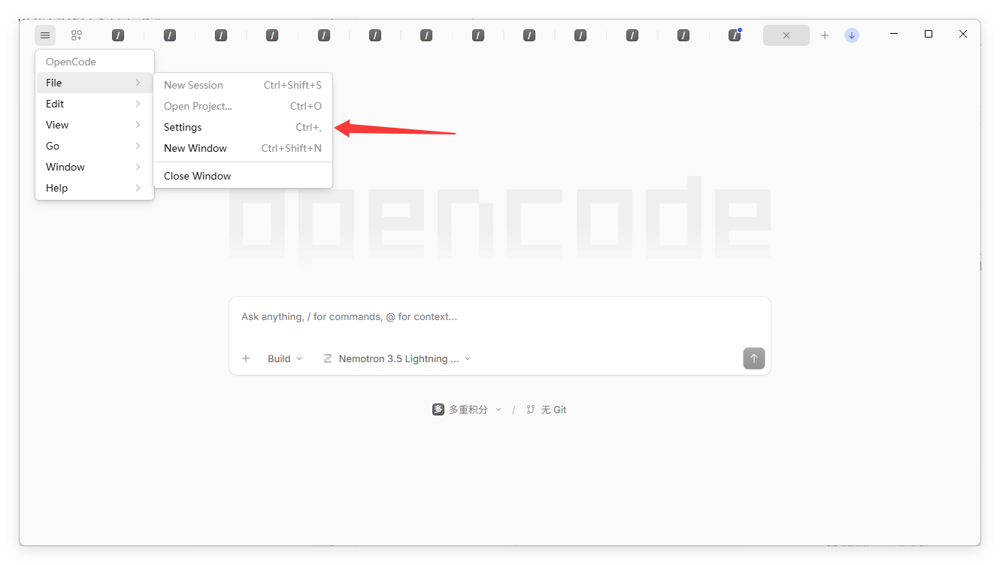 / / / / / / / / / / / / /
OpenCode
File
Edit
View
Go
Window
Help
New Session Ctrl+Shift+S
Open Project... Ctrl+O
Settings Ctrl+,
New Window Ctrl+Shift+N
Close Window
opencode
Ask anything, / for commands, @ for context...
Build Nemotron 3.5 Lightning ...
多 多重积分 / 无 Git